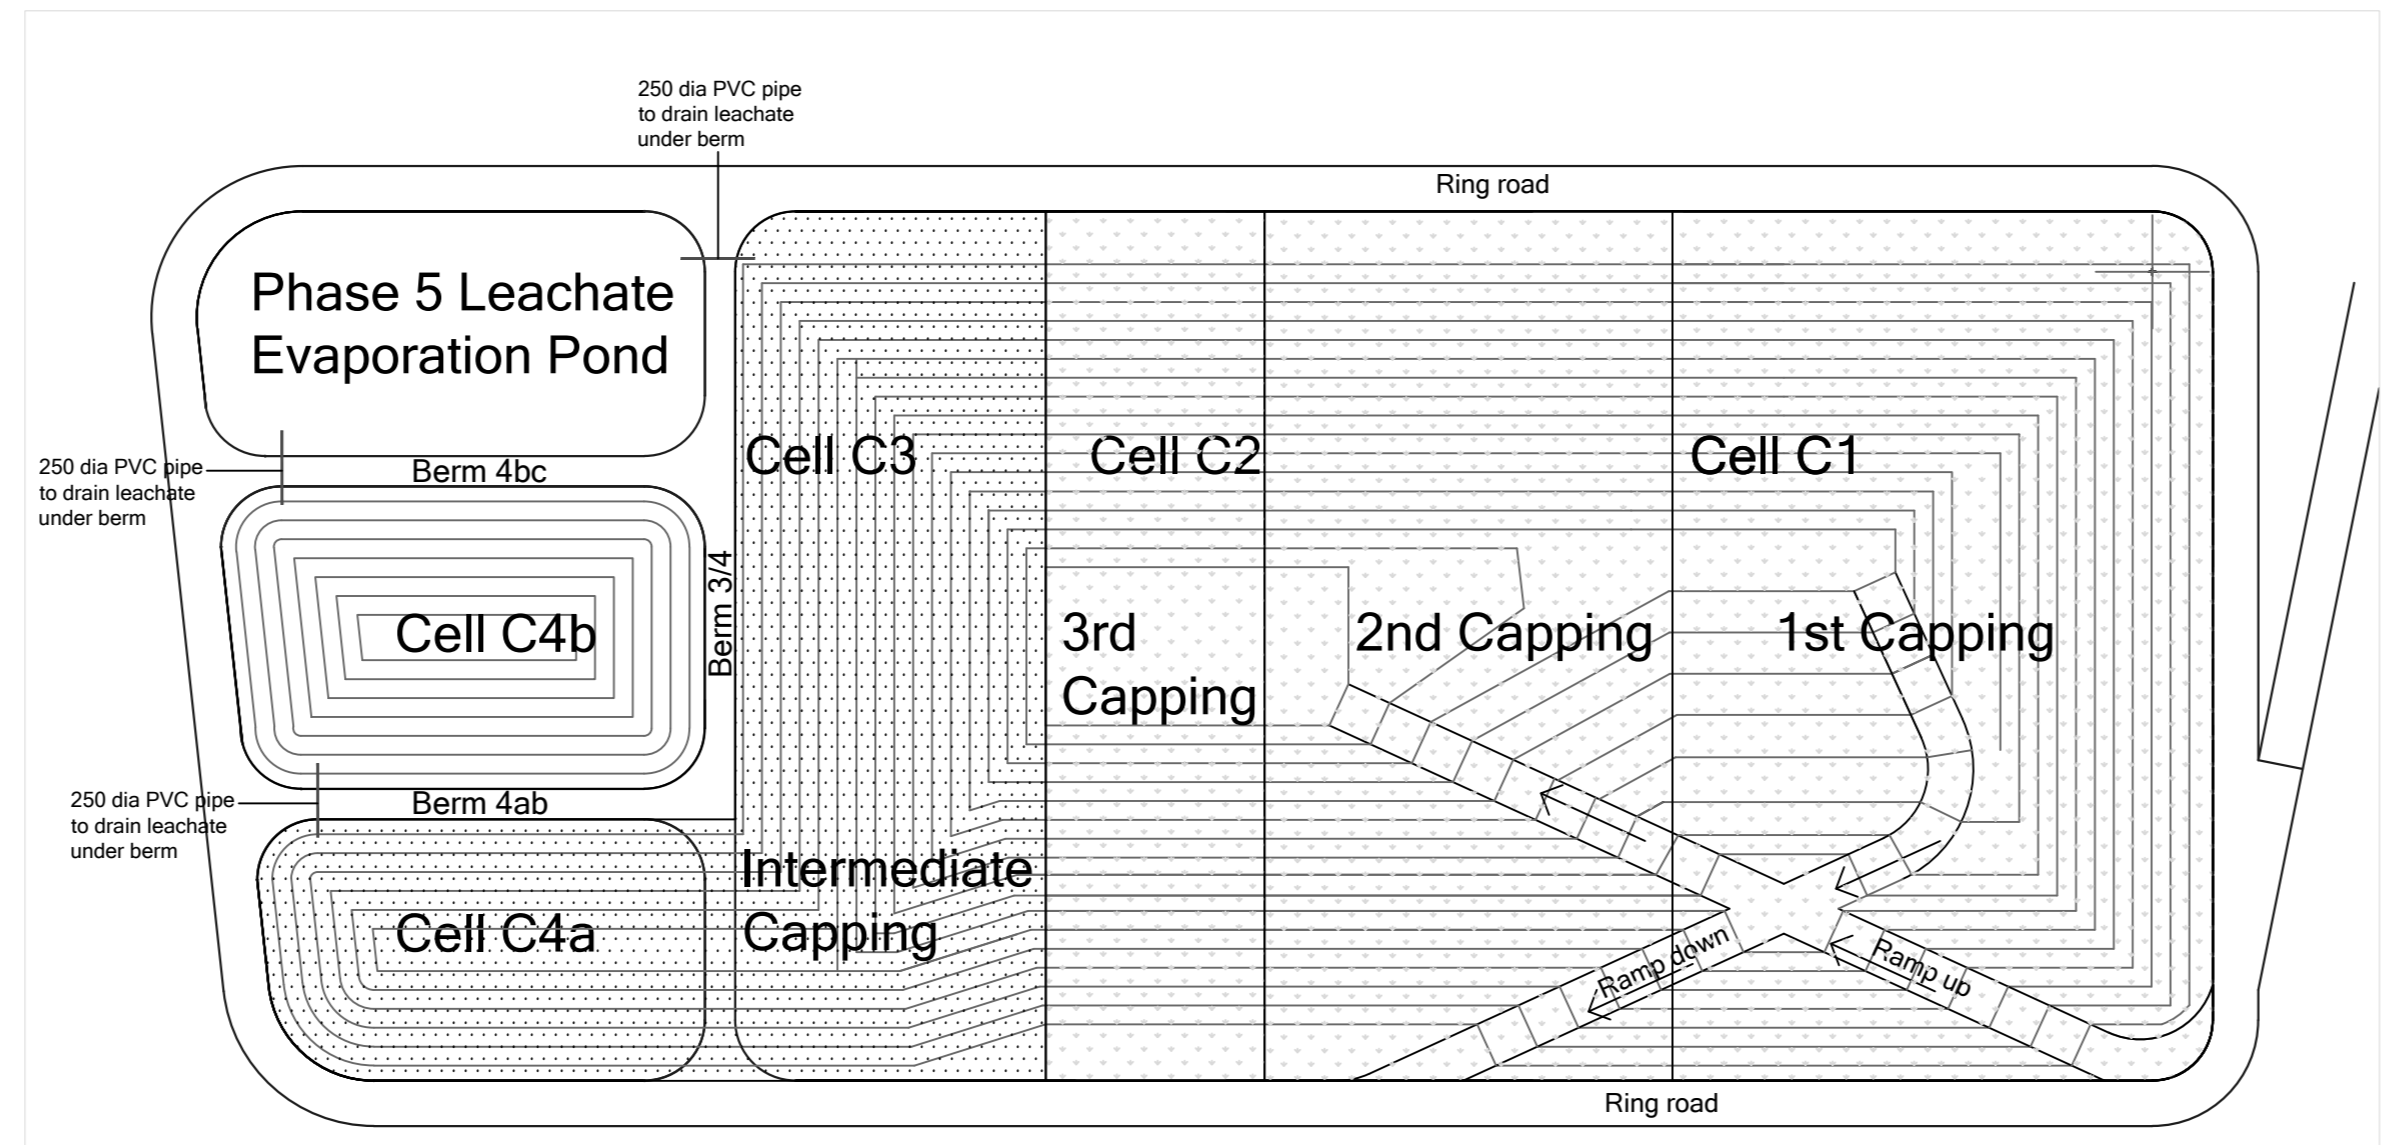 250 dia PVC pipe
to drain leachate
under berm
Ring road
Phase 5 Leachate
Evaporation Pond
250 dia PVC pipe
to drain leachate
under berm
Berm 4bc
Cell C3
Cell C2
Cell C1
Berm 3/4
Cell C4b
3rd
Capping
2nd Capping
1st Capping
250 dia PVC pipe
to drain leachate
under berm
Berm 4ab
Intermediate
Capping
Cell C4a
Ramp down
Ramp up
Ring road